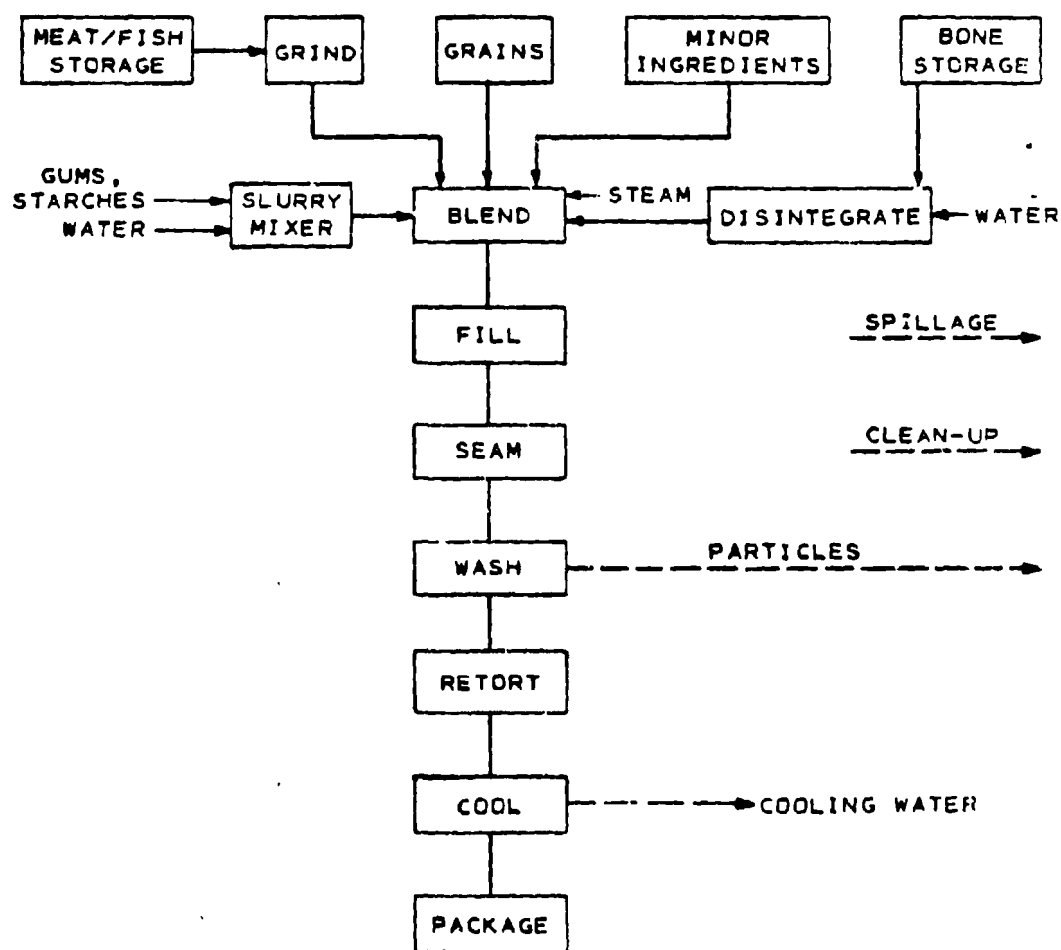 MEAT/FISH
STORAGE
GRIND
GRAINS
MINOR
INGREDIENTS
BONE
STORAGE
GUMS,
STARCHES
WATER
SLURRY
MIXER
BLEND
STEAM
DISINTEGRATE
WATER
FILL
SPILLAGE
SEAM
CLEAN-UP
WASH
PARTICLES
RETORT
COOL
COOLING WATER
PACKAGE